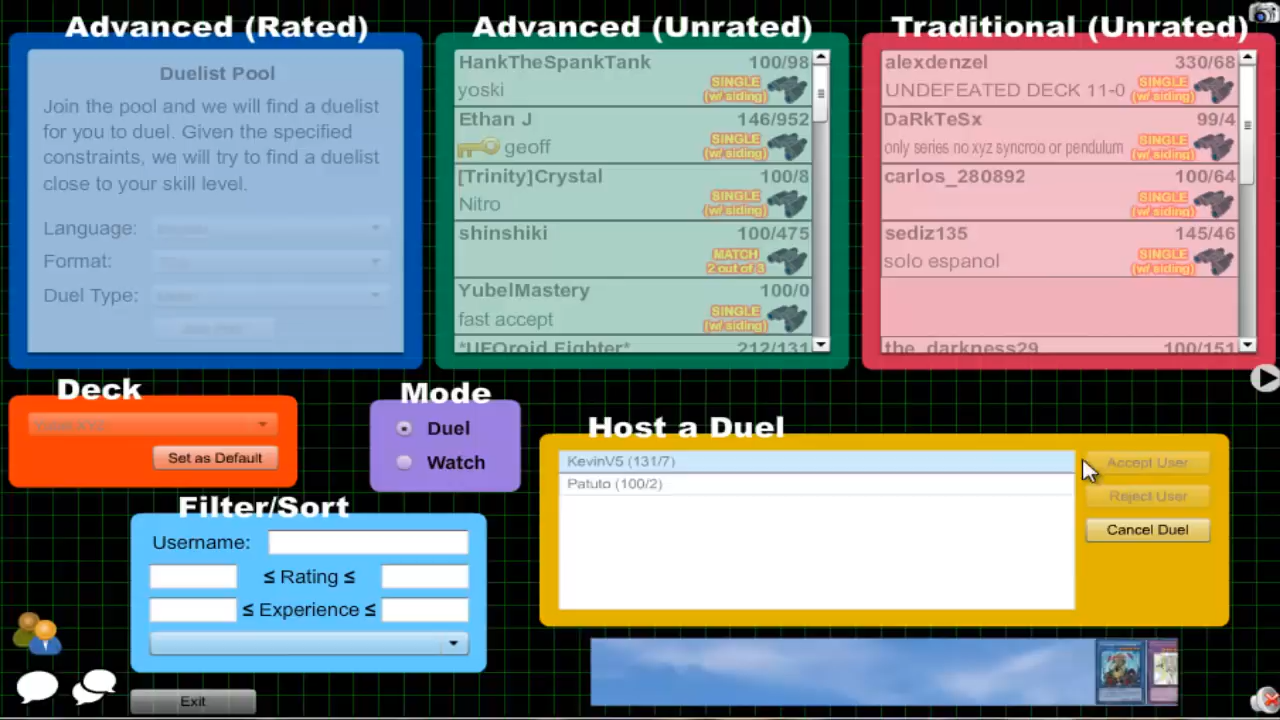 Advanced (Rated)
Duelist Pool
Join the pool and we will find a duelist
for you to duel. Given the specified
constraints, we will try to find a duelist
close to your skill level.
Language:
Format:
Duel Type:
Advanced (Unrated)
HankTheSpankTank 100/98
yoski SINGLE (w/ siding)
Ethan J 146/952
geoff SINGLE (w/ siding)
[Trinity]Crystal 100/8
Nitro SINGLE (w/ siding)
shinshiki 100/475
MATCH 2 out of 3
YubelMastery 100/0
fast accept SINGLE (w/ siding)
*UFOroid Fighter* 212/131
Traditional (Unrated)
alexdenzel 330/68
UNDEFEATED DECK 11-0 SINGLE (w/ siding)
DaRkTeSx 99/4
only series no xyz syncroo or pendulum SINGLE (w/ siding)
carlos_280892 100/64
SINGLE (w/ siding)
sediz135 145/46
solo espanol SINGLE (w/ siding)
the_darkness29 100/151
Deck
Set as Default
Mode
Duel
Watch
Host a Duel
KevinV5 (131/7)
Patuto (100/2)
Accept User
Reject User
Cancel Duel
Filter/Sort
Username:
≤ Rating ≤
≤ Experience ≤
Exit